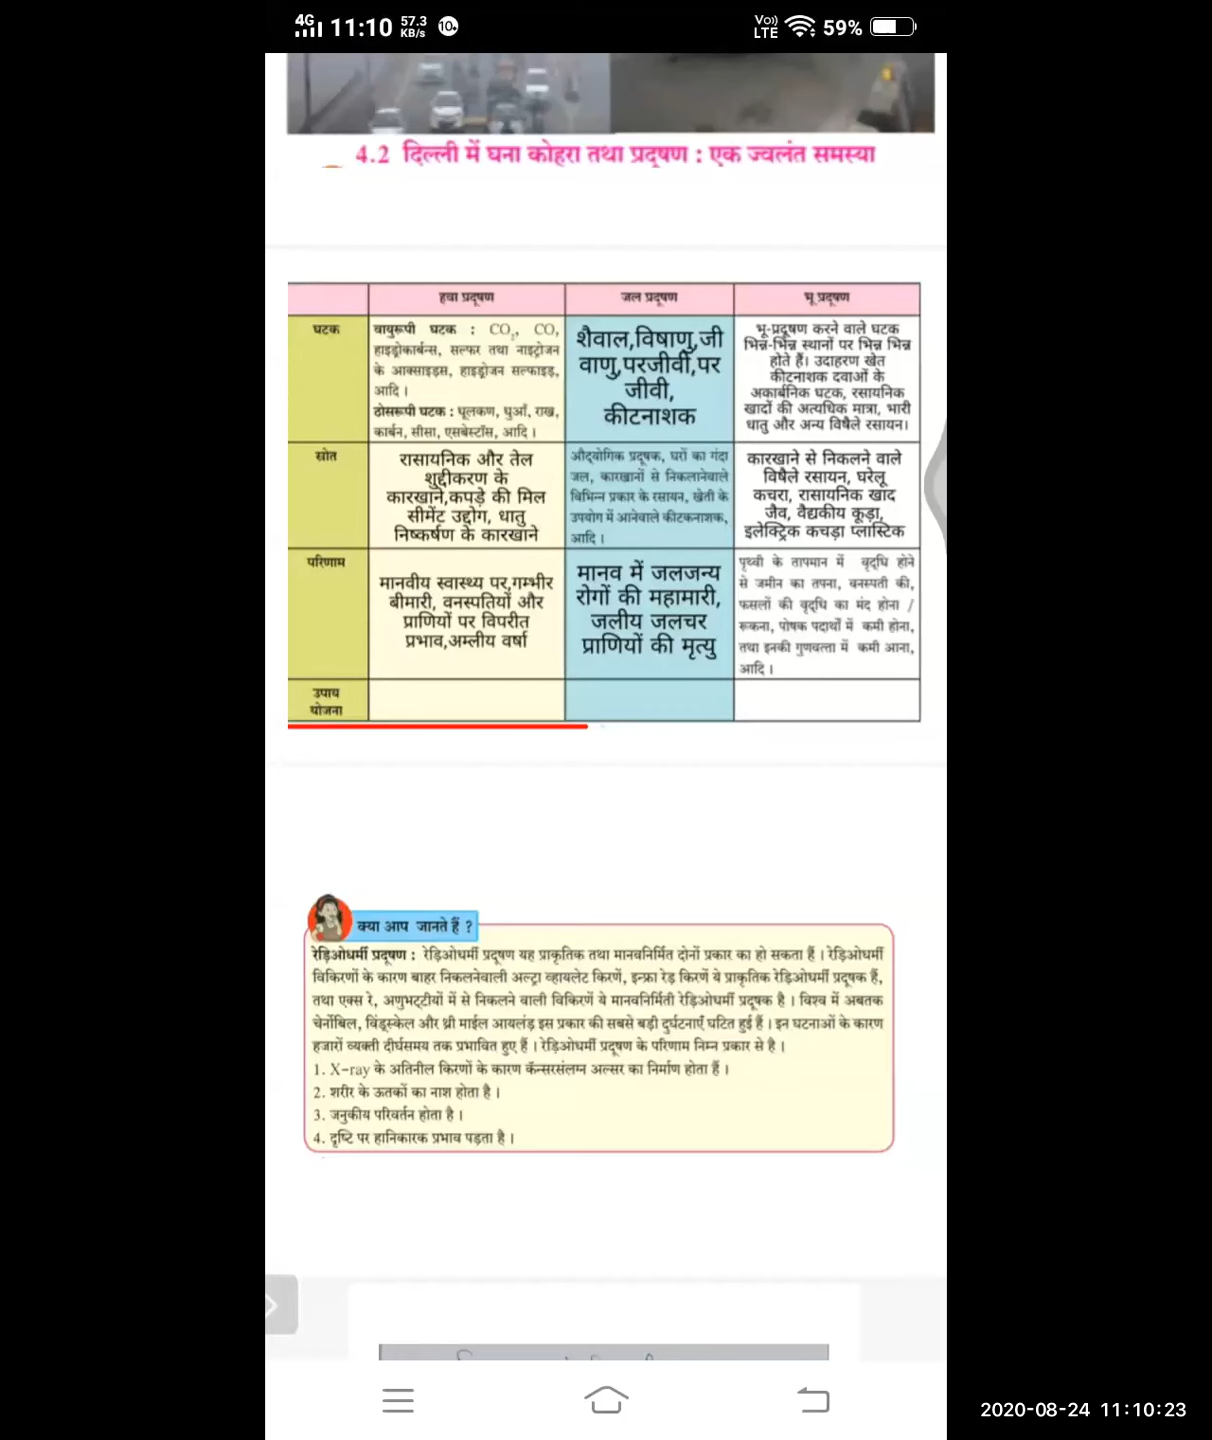 4G 11:10 57.3 KB/s 10+ Vo) LTE 59%
4.2 दिल्ली में घना कोहरा तथा प्रदूषण : एक ज्वलंत समस्या
हवा प्रदूषण
जल प्रदूषण
भू प्रदूषण
घटक
वायुरूपी घटक : CO₂, CO,
हाइड्रोकार्बन्स, सल्फर तथा नाइट्रोजन
के आक्साइड्स, हाइड्रोजन सल्फाइड,
आदि ।
ठोसरूपी घटक : धूलकण, धुआँ, राख,
कार्बन, सीसा, एसबेस्टॉस, आदि ।
शैवाल,विषाणु,जी
वाणु,परजीवी,पर
जीवी,
कीटनाशक
भू-प्रदूषण करने वाले घटक
भिन्न-भिन्न स्थानों पर भिन्न भिन्न
होते हैं। उदाहरण खेत
कीटनाशक दवाओं के
अकार्बनिक घटक, रसायनिक
खादों की अत्यधिक मात्रा, भारी
धातु और अन्य विषैले रसायन।
स्रोत
रासायनिक और तेल
शुद्दीकरण के
कारखाने,कपड़े की मिल
सीमेंट उद्दोग, धातु
निष्कर्षण के कारखाने
औद्योगिक प्रदूषक, घरों का गंदा
जल, कारखानों से निकलानेवाले
विभिन्न प्रकार के रसायन, खेती के
उपयोग में आनेवाले कीटकनाशक,
आदि ।
कारखाने से निकलने वाले
विषैले रसायन, घरेलू
कचरा, रासायनिक खाद
जैव, वैद्यकीय कूड़ा,
इलेक्ट्रिक कचड़ा प्लास्टिक
परिणाम
मानवीय स्वास्थ्य पर,गम्भीर
बीमारी, वनस्पतियों और
प्राणियों पर विपरीत
प्रभाव,अम्लीय वर्षा
मानव में जलजन्य
रोगों की महामारी,
जलीय जलचर
प्राणियों की मृत्यु
पृथ्वी के तापमान में वृद्धि होने
से जमीन का तपना, वनस्पती की,
फसलों की वृद्धि का मंद होना /
रूकना, पोषक पदार्थों में कमी होना,
तथा इनकी गुणवत्ता में कमी आना,
आदि ।
उपाय
योजना
क्या आप जानते हैं ?
रेड़िओधर्मी प्रदूषण : रेड़िओधर्मी प्रदूषण यह प्राकृतिक तथा मानवनिर्मित दोनों प्रकार का हो सकता हैं । रेड़िओधर्मी
विकिरणों के कारण बाहर निकलनेवाली अल्ट्रा व्हायलेट किरणें, इन्फ्रा रेड़ किरणें ये प्राकृतिक रेड़िओधर्मी प्रदूषक हैं,
तथा एक्स रे, अणुभट्टीयों में से निकलने वाली विकिरणें ये मानवनिर्मिती रेड़िओधर्मी प्रदूषक है । विश्व में अबतक
चेर्नोबिल, विंड्स्केल और थ्री माईल आयलंड़ इस प्रकार की सबसे बड़ी दुर्घटनाएँ घटित हुई हैं । इन घटनाओं के कारण
हजारों व्यक्ती दीर्घसमय तक प्रभावित हुए हैं । रेड़िओधर्मी प्रदूषण के परिणाम निम्न प्रकार से है ।
1. X-ray के अतिनील किरणों के कारण कॅन्सरसंलग्न अल्सर का निर्माण होता हैं ।
2. शरीर के ऊतकों का नाश होता है ।
3. जनुकीय परिवर्तन होता है ।
4. दृष्टि पर हानिकारक प्रभाव पड़ता है ।
2020-08-24 11:10:23